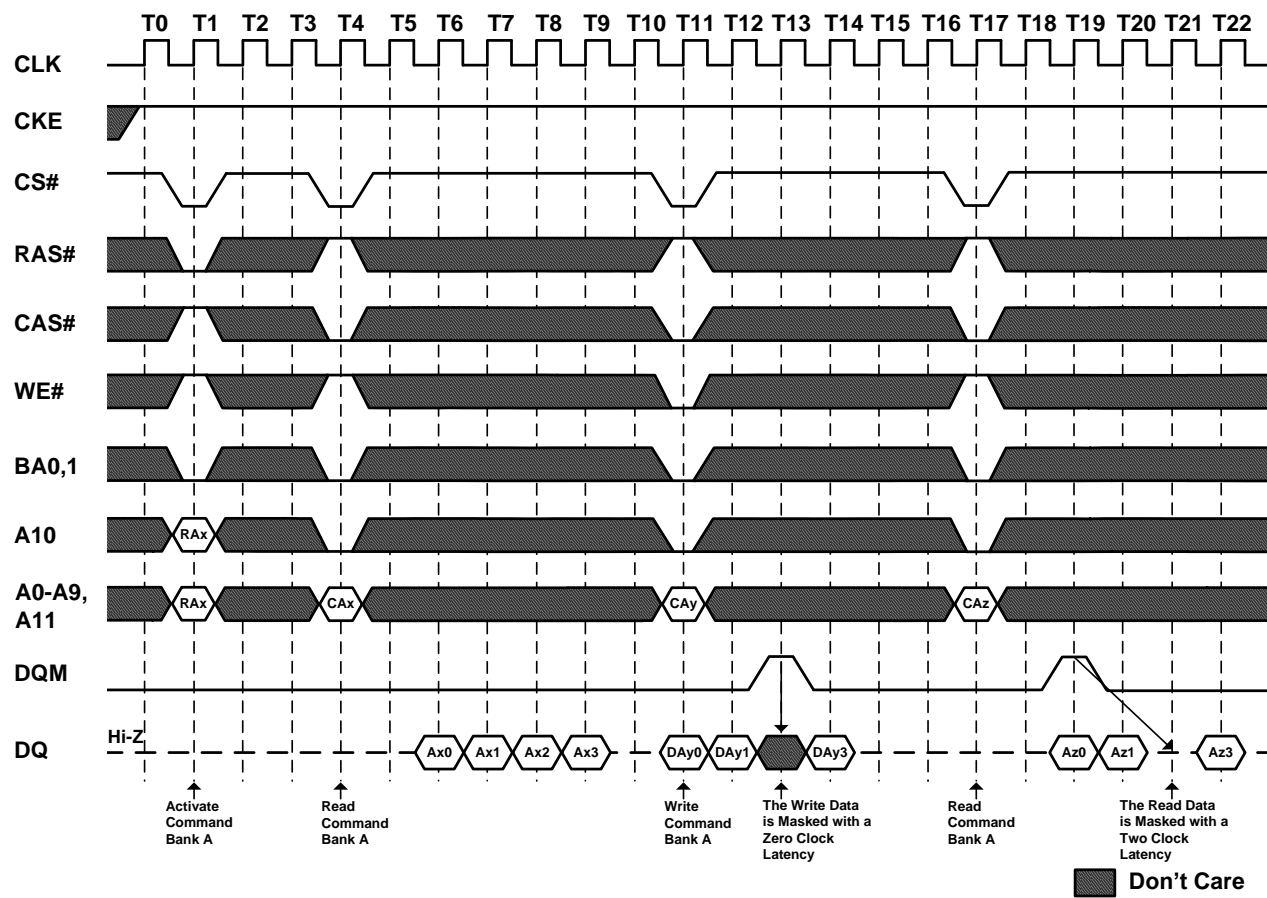 T0 T1 T2 T3 T4 T5 T6 T7 T8 T9 T10 T11 T12 T13 T14 T15 T16 T17 T18 T19 T20 T21 T22
CLK
CKE
CS#
RAS#
CAS#
WE#
BA0,1
A10 RAx
A0-A9,
A11
RAx CAx CAy CAz
DQM
Hi-Z
DQ Ax0 Ax1 Ax2 Ax3 DAy0 DAy1 DAy3 Az0 Az1 Az3
Activate
Command
Bank A
Read
Command
Bank A
Write
Command
Bank A
The Write Data
is Masked with a
Zero Clock
Latency
Read
Command
Bank A
The Read Data
is Masked with a
Two Clock
Latency
Don't Care